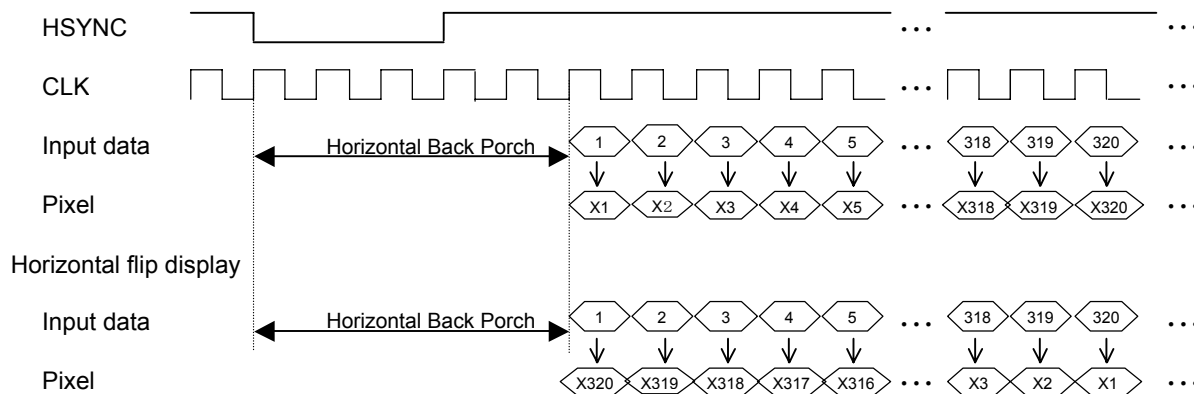 HSYNC ... ...
CLK ... ...
Input data Horizontal Back Porch 1 2 3 4 5 ... 318 319 320 ...
Pixel X1 X2 X3 X4 X5 ... X318 X319 X320 ...
Horizontal flip display
Input data Horizontal Back Porch 1 2 3 4 5 ... 318 319 320 ...
Pixel X320 X319 X318 X317 X316 ... X3 X2 X1 ...